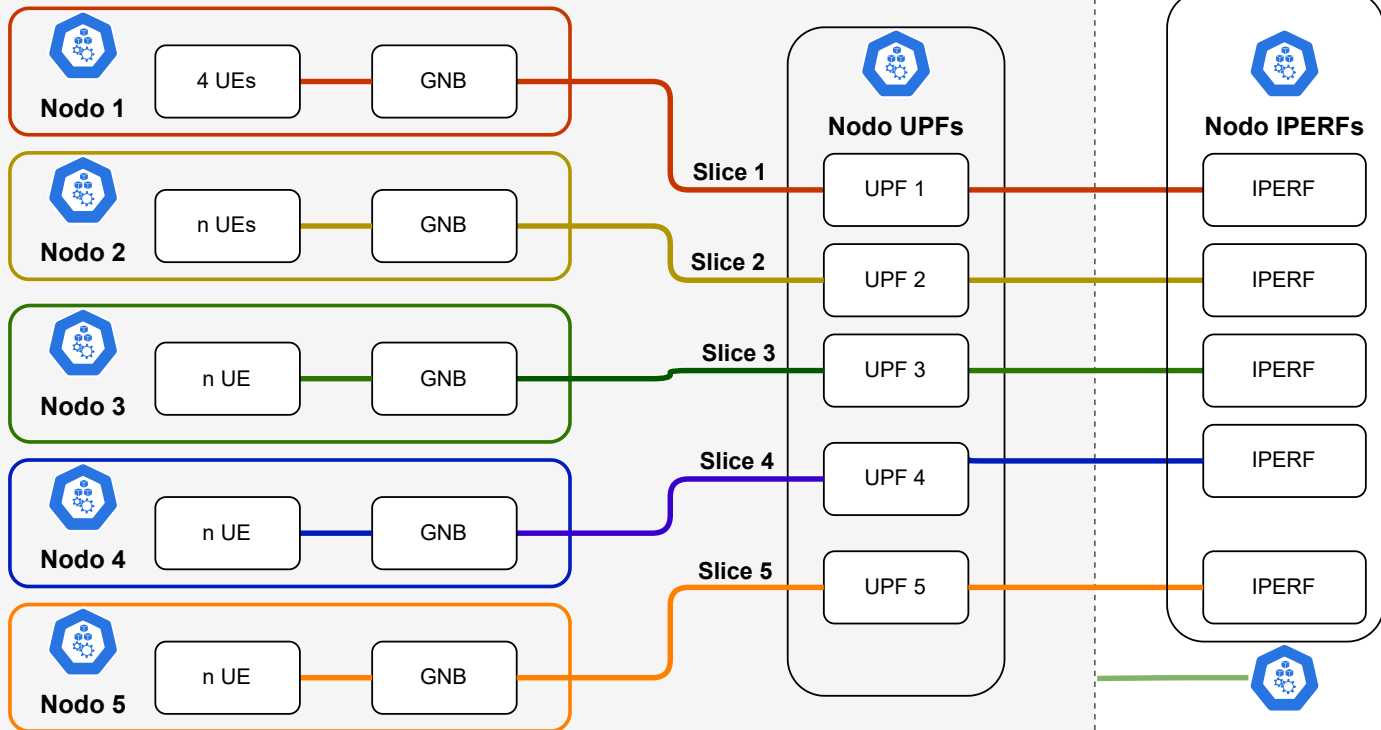 4 UEs
GNB
Nodo 1
n UEs
GNB
Nodo 2
n UE
GNB
Nodo 3
n UE
GNB
Nodo 4
n UE
GNB
Nodo 5
Slice 1
Slice 2
Slice 3
Slice 4
Slice 5
Nodo UPFs
UPF 1
UPF 2
UPF 3
UPF 4
UPF 5
Nodo IPERFs
IPERF
IPERF
IPERF
IPERF
IPERF